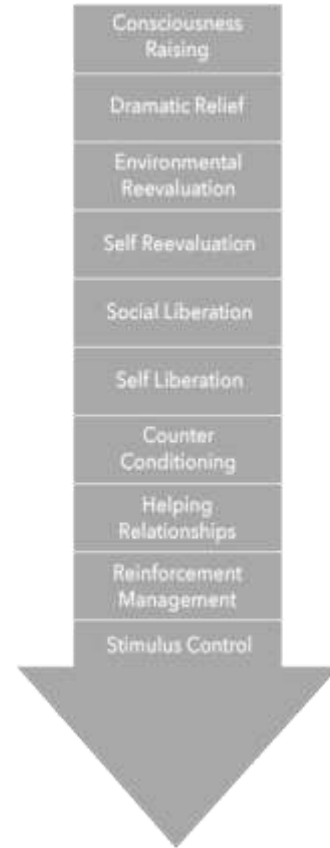 Consciousness
Raising
Dramatic Relief
Environmental
Reevaluation
Self Reevaluation
Social Liberation
Self Liberation
Counter
Conditioning
Helping
Relationships
Reinforcement
Management
Stimulus Control